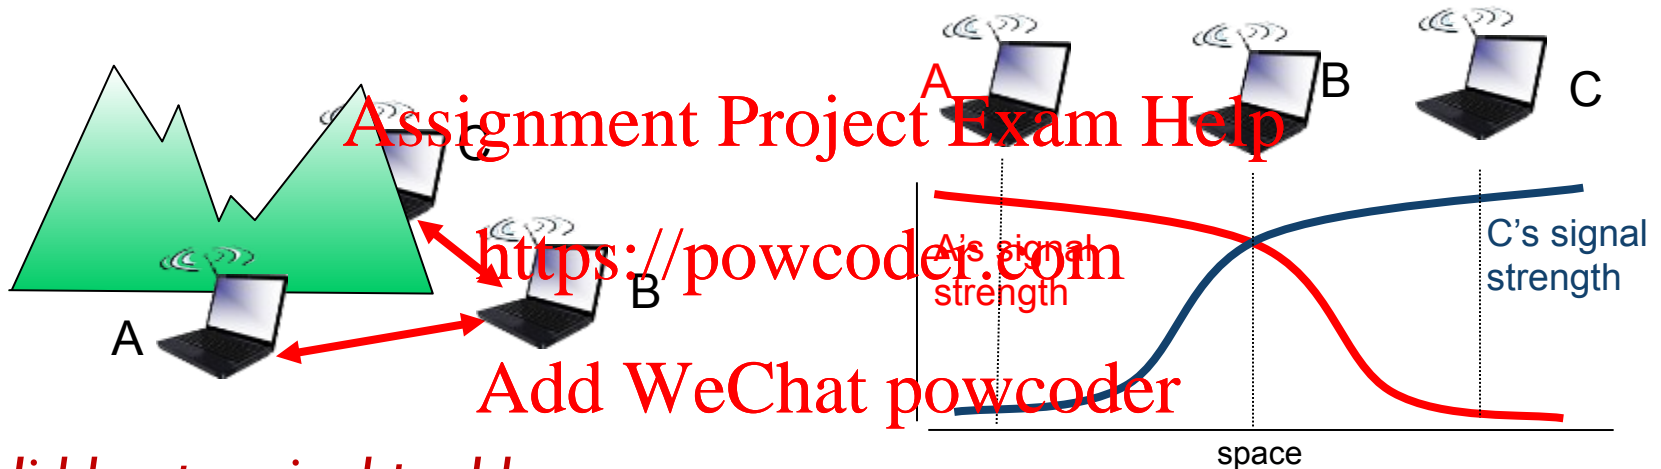 A
B
C
Assignment Project Exam Help
C
A's signal
strength
C's signal
strength
https://powcoder.com
B
A
Add WeChat powcoder
space